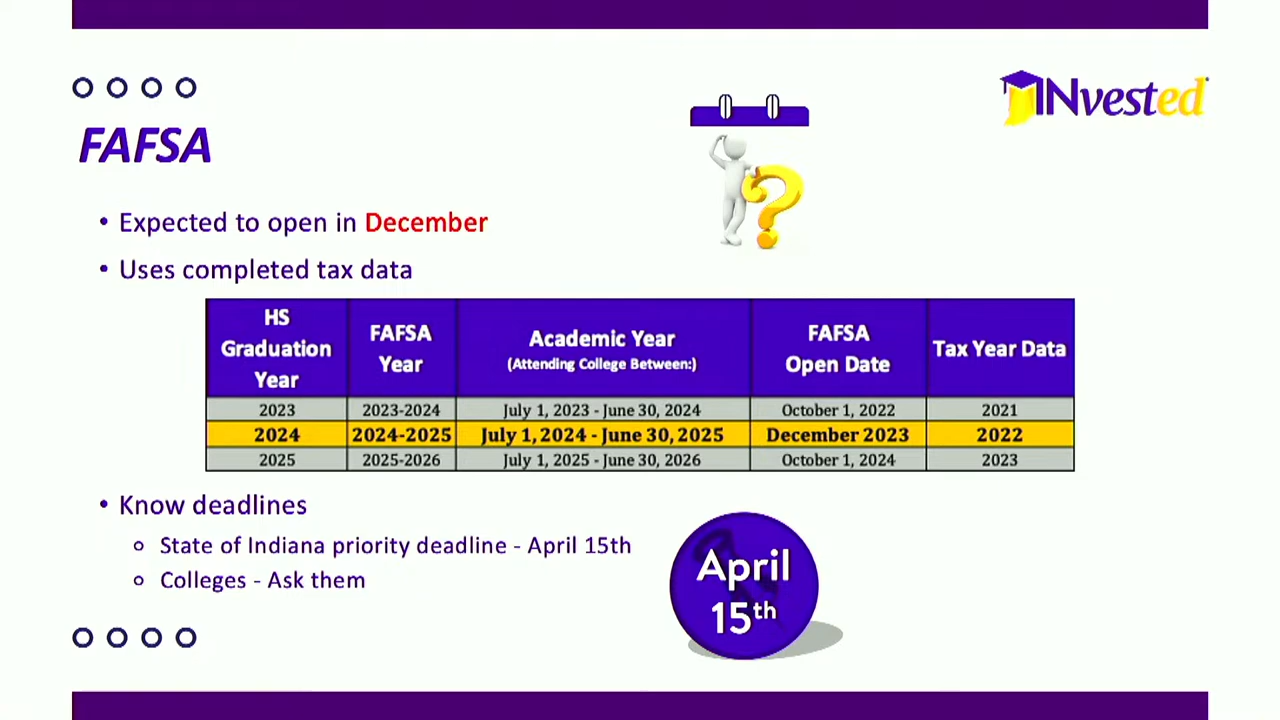 INvested
FAFSA
• Expected to open in December
• Uses completed tax data
HS Graduation Year FAFSA Year Academic Year (Attending College Between:) FAFSA Open Date Tax Year Data
2023 2023-2024 July 1, 2023 - June 30, 2024 October 1, 2022 2021
2024 2024-2025 July 1, 2024 - June 30, 2025 December 2023 2022
2025 2025-2026 July 1, 2025 - June 30, 2026 October 1, 2024 2023
• Know deadlines
State of Indiana priority deadline - April 15th
Colleges - Ask them
April
15th